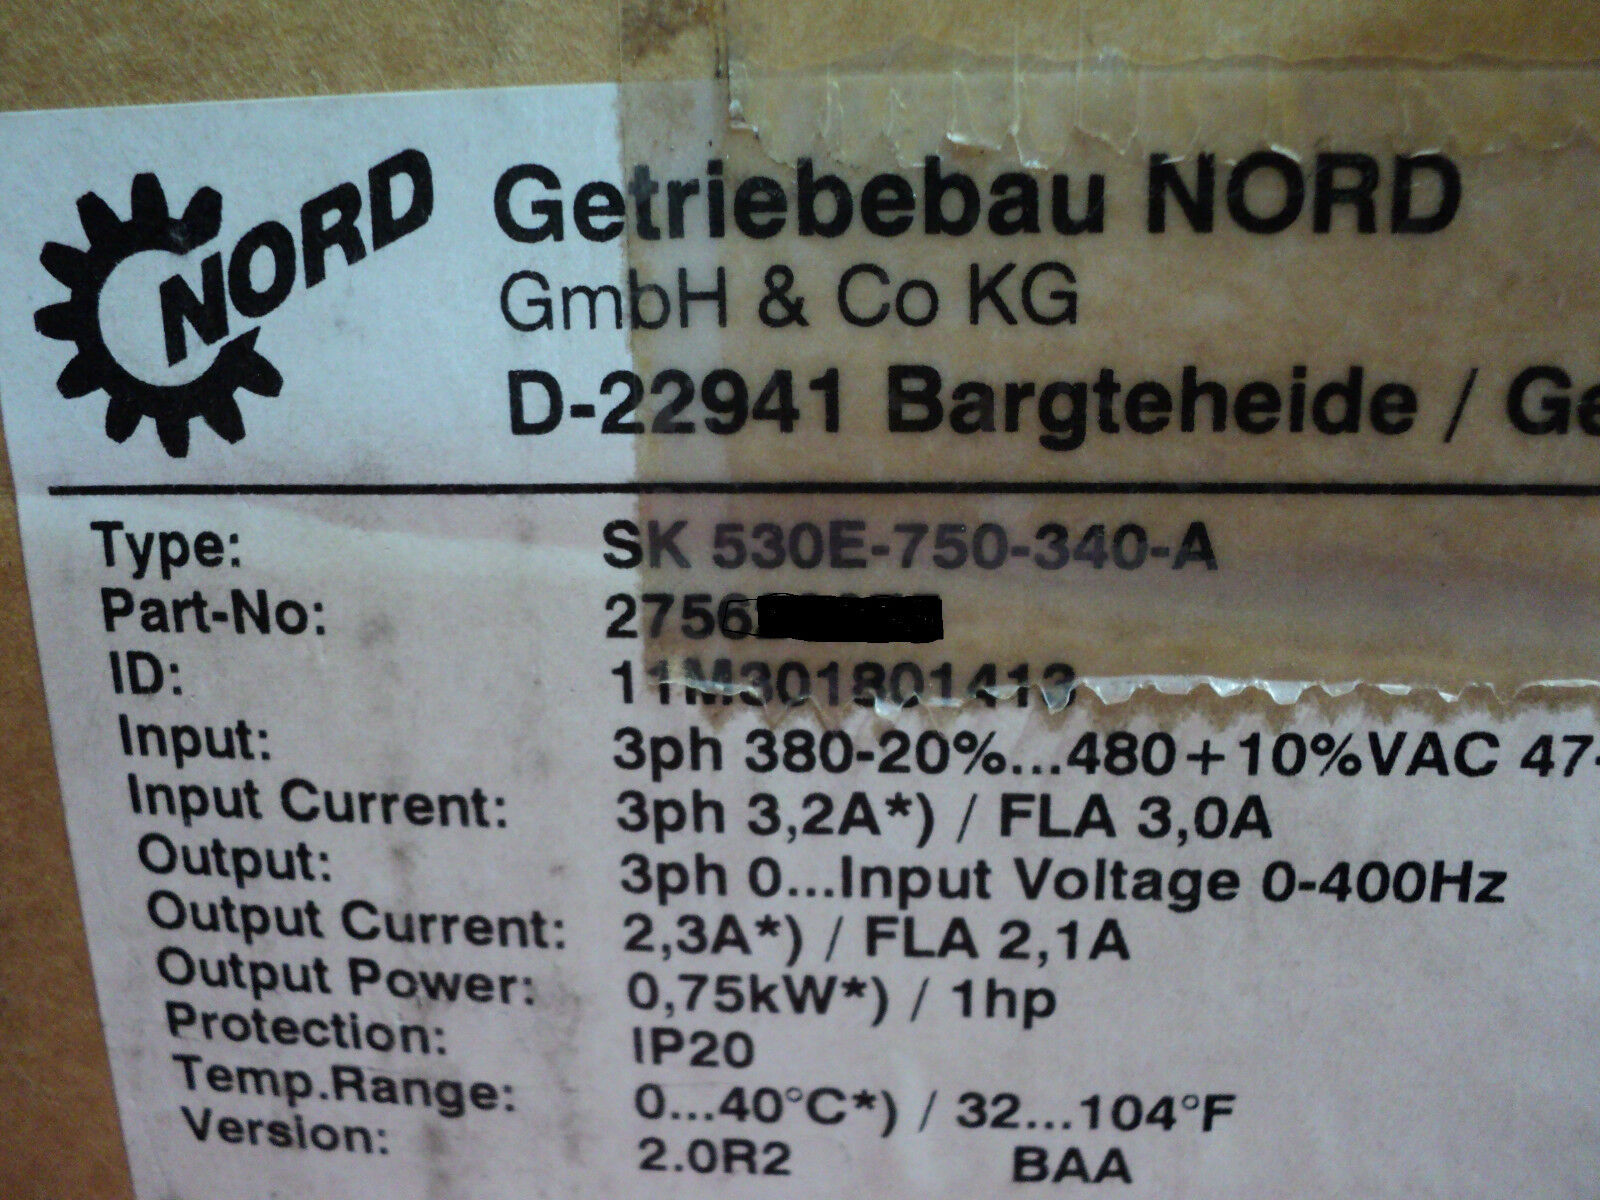 NORD
Getriebebau NORD
GmbH & Co KG
D-22941 Bargteheide / Ge
Type: SK 530E-750-340-A
Part-No: 2756
ID: 11M301801413
Input: 3ph 380-20%...480+10%VAC 47-
Input Current: 3ph 3,2A*) / FLA 3,0A
Output: 3ph 0...Input Voltage 0-400Hz
Output Current: 2,3A*) / FLA 2,1A
Output Power: 0,75kW*) / 1hp
Protection: IP20
Temp.Range: 0...40°C*) / 32...104°F
Version: 2.0R2 BAA